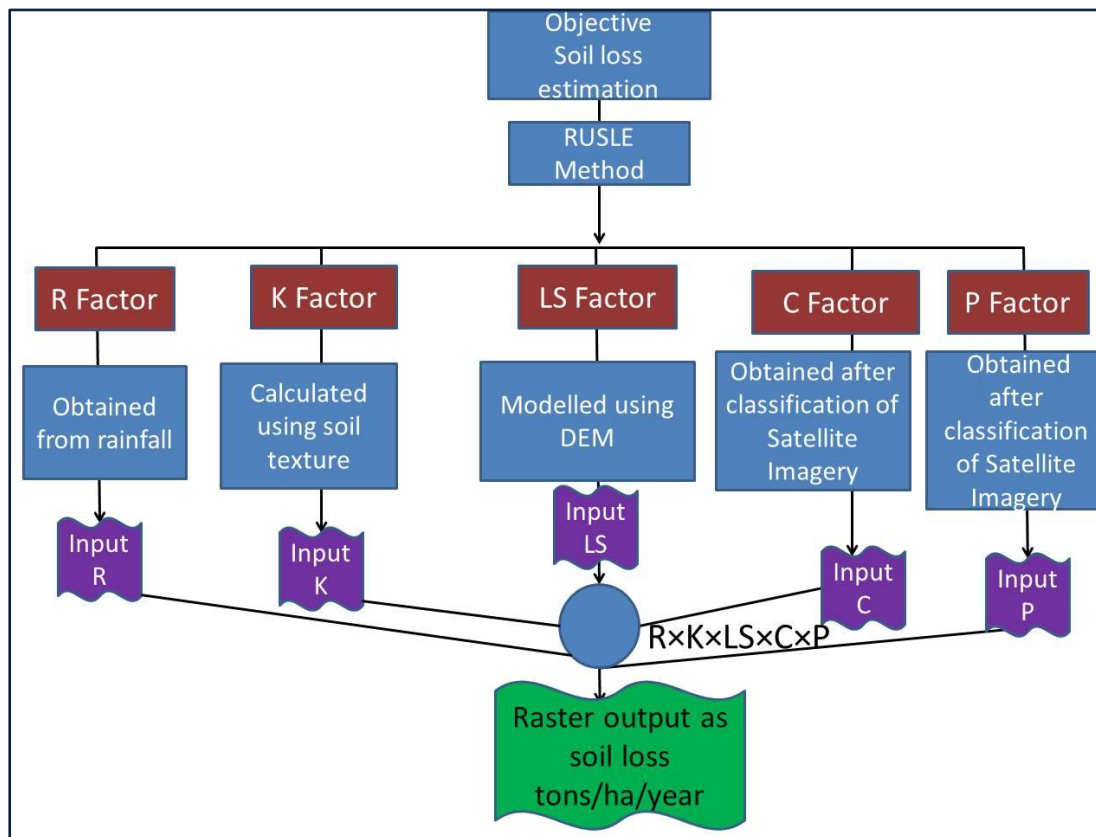 Objective
Soil loss
estimation
RUSLE
Method
R Factor
K Factor
LS Factor
C Factor
P Factor
Obtained
from rainfall
Calculated
using soil
texture
Modelled using
DEM
Obtained after
classification of
Satellite
Imagery
Obtained
after
classification
of Satellite
Imagery
Input
R
Input
K
Input
LS
Input
C
Input
P
R×K×LS×C×P
Raster output as
soil loss
tons/ha/year